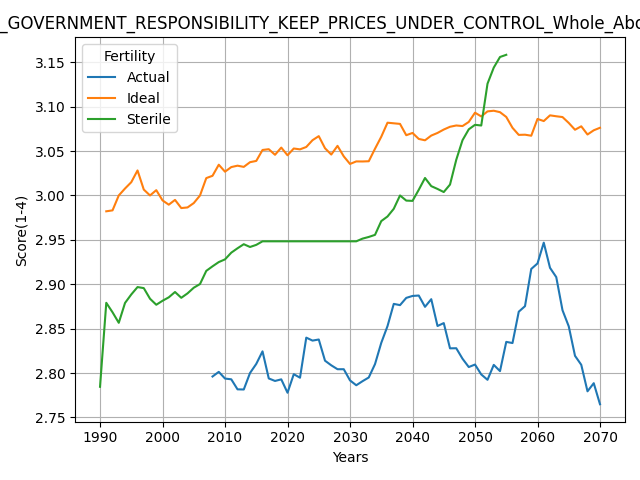 _GOVERNMENT_RESPONSIBILITY_KEEP_PRICES_UNDER_CONTROL_Whole_Abo
Fertility
Actual
Ideal
Sterile
Score(1-4)
3.15
3.10
3.05
3.00
2.95
2.90
2.85
2.80
2.75
1990 2000 2010 2020 2030 2040 2050 2060 2070
Years